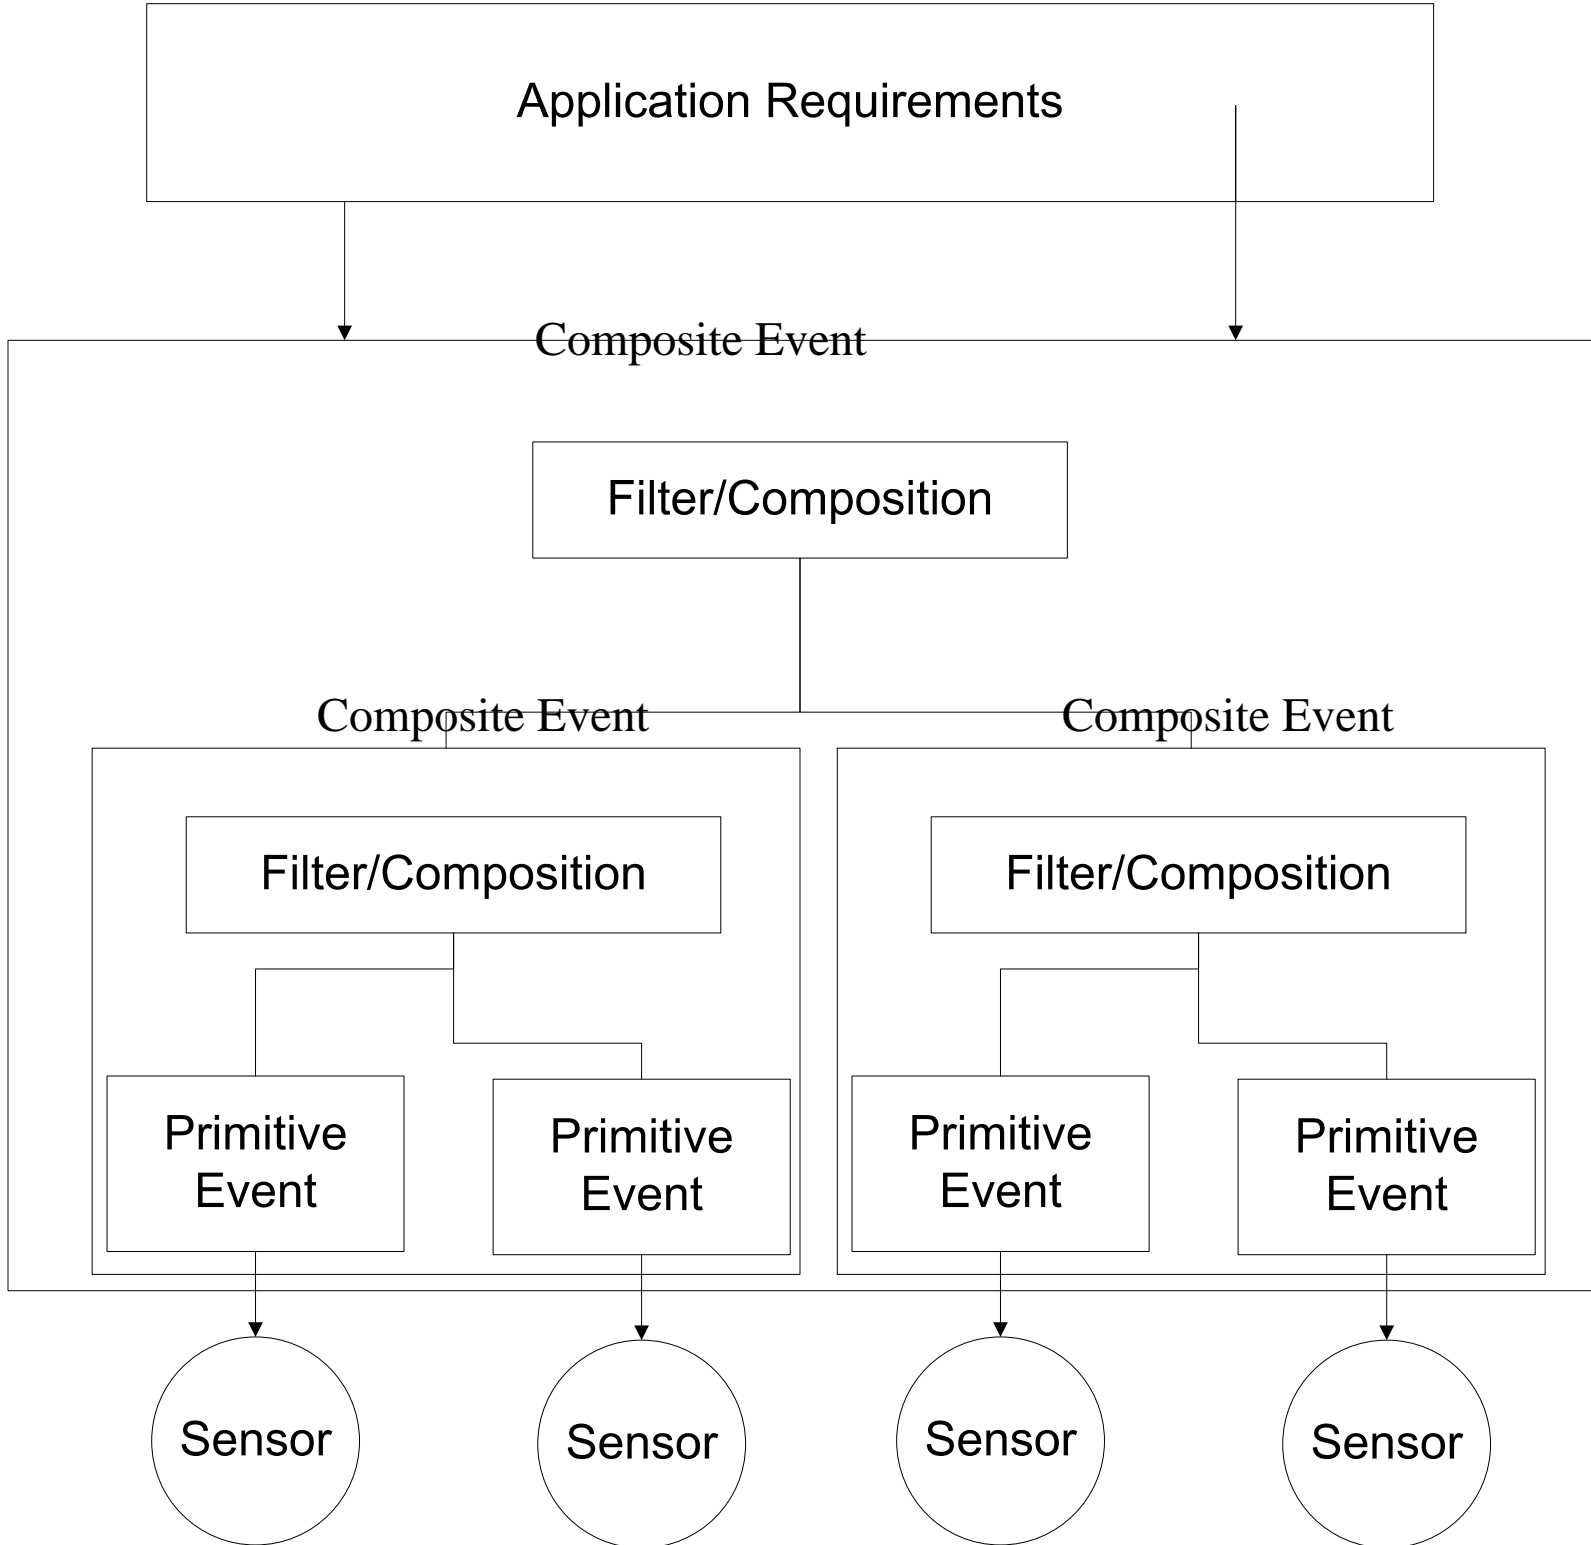 Application Requirements
Composite Event
Filter/Composition
Composite Event
Composite Event
Filter/Composition
Filter/Composition
Primitive
Event
Primitive
Event
Primitive
Event
Primitive
Event
Sensor
Sensor
Sensor
Sensor